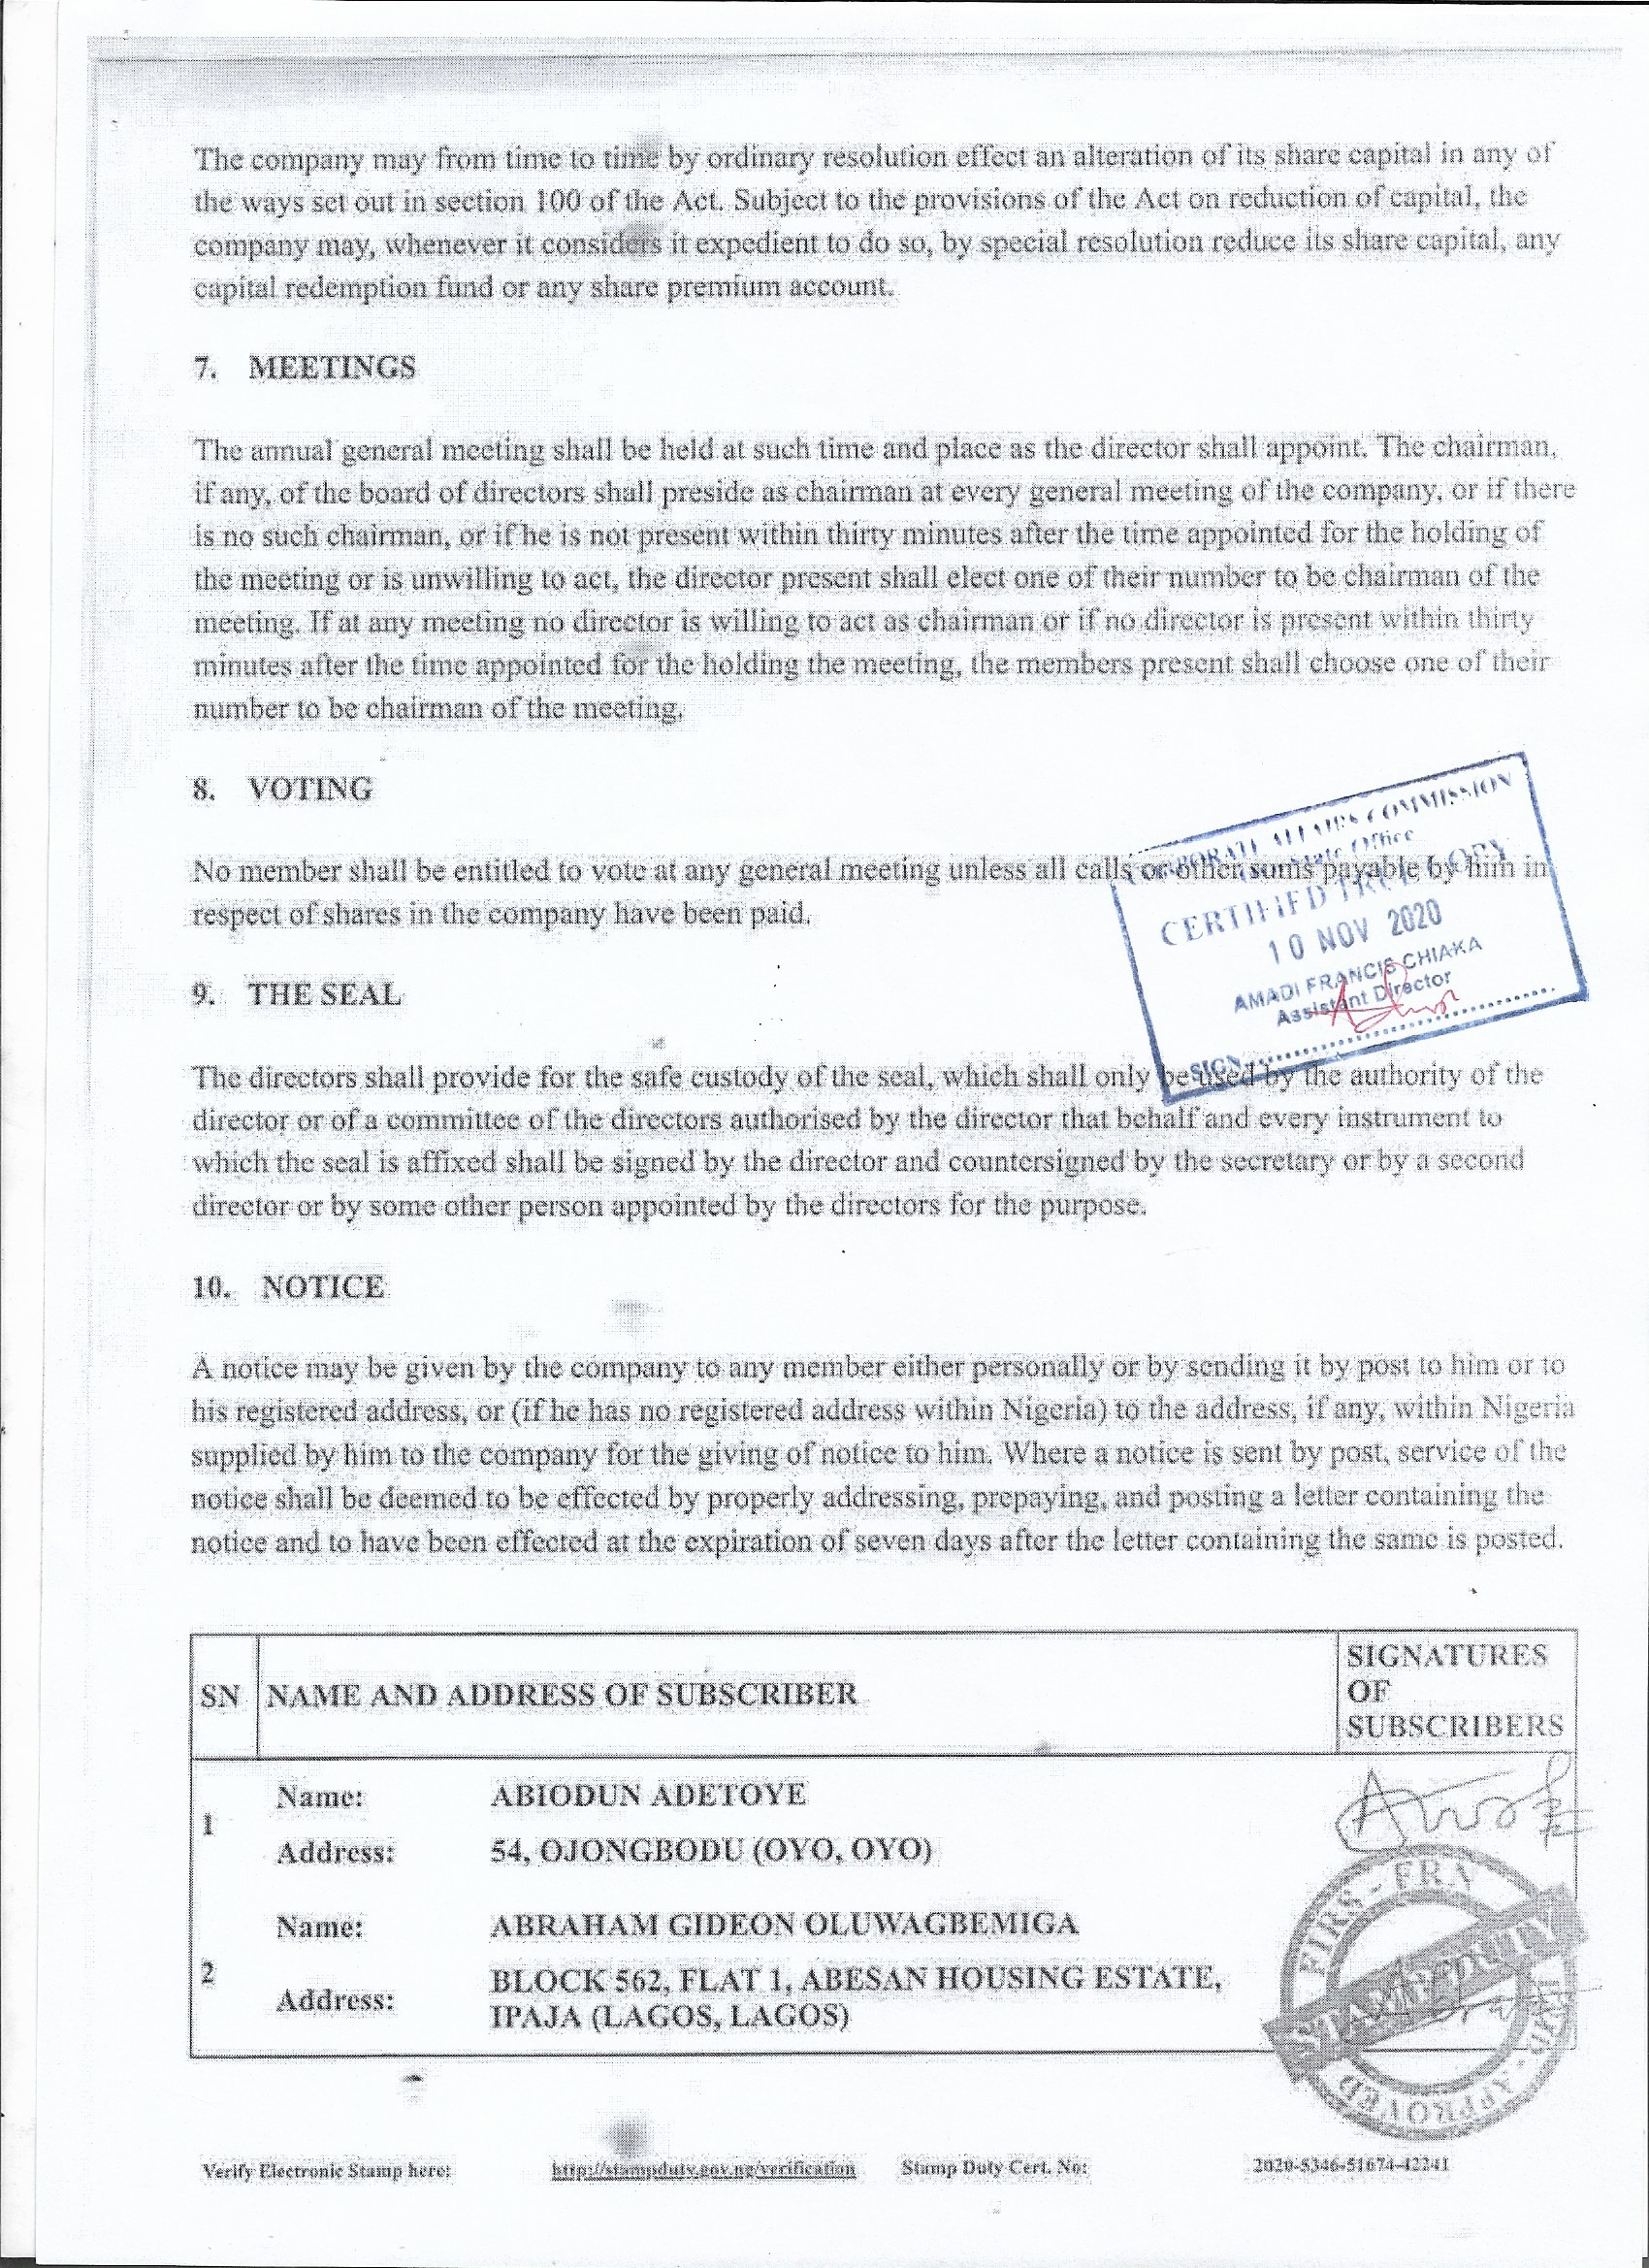 The company may from time to time by ordinary resolution effect an alteration of its share capital in any of
the ways set out in section 100 of the Act. Subject to the provisions of the Act on reduction of capital, the
company may, whenever it considers it expedient to do so, by special resolution reduce its share capital, any
capital redemption fund or any share premium account.
7. MEETINGS
The annual general meeting shall be held at such time and place as the director shall appoint. The chairman,
if any, of the board of directors shall preside as chairman at every general meeting of the company, or if there
is no such chairman, or if he is not present within thirty minutes after the time appointed for the holding of
the meeting or is unwilling to act, the director present shall elect one of their number to be chairman of the
meeting. If at any meeting no director is willing to act as chairman or if no director is present within thirty
minutes after the time appointed for the holding the meeting, the members present shall choose one of their
number to be chairman of the meeting.
8. VOTING
No member shall be entitled to vote at any general meeting unless all calls or other sums payable by him in
respect of shares in the company have been paid.
CORPORATE AFFAIRS COMMISSION
State Office
CERTIFIED TRUE COPY
10 NOV 2020
AMADI FRANCIS CHIAKA
Assistant Director
SIGN
9. THE SEAL
The directors shall provide for the safe custody of the seal, which shall only be used by the authority of the
director or of a committee of the directors authorised by the director that behalf and every instrument to
which the seal is affixed shall be signed by the director and countersigned by the secretary or by a second
director or by some other person appointed by the directors for the purpose.
10. NOTICE
A notice may be given by the company to any member either personally or by sending it by post to him or to
his registered address, or (if he has no registered address within Nigeria) to the address, if any, within Nigeria
supplied by him to the company for the giving of notice to him. Where a notice is sent by post, service of the
notice shall be deemed to be effected by properly addressing, prepaying, and posting a letter containing the
notice and to have been effected at the expiration of seven days after the letter containing the same is posted.
SN NAME AND ADDRESS OF SUBSCRIBER SIGNATURES
OF
SUBSCRIBERS
1
Name: ABIODUN ADETOYE
Address: 54, OJONGBODU (OYO, OYO)
2
Name: ABRAHAM GIDEON OLUWAGBEMIGA
Address: BLOCK 562, FLAT 1, ABESAN HOUSING ESTATE,
IPAJA (LAGOS, LAGOS)
FIRS - FRN
STAMP DUTY
APPROVED
Verify Electronic Stamp here: http://stampduty.gov.ng/verification Stamp Duty Cert. No: 2020-5346-51674-42241